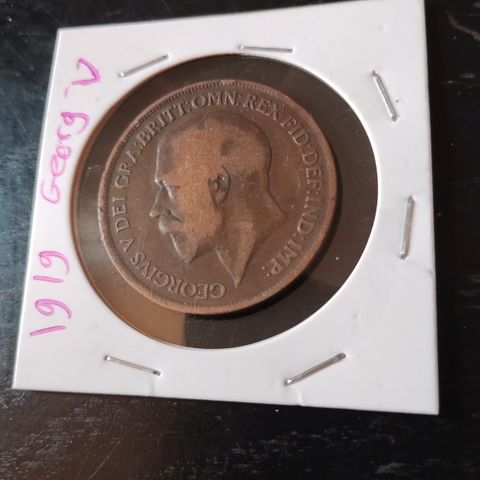 1919 Georg V
GEORGIVS V DEI GRA: BRITT: OMN: REX FID: DEF: IND: IMP: